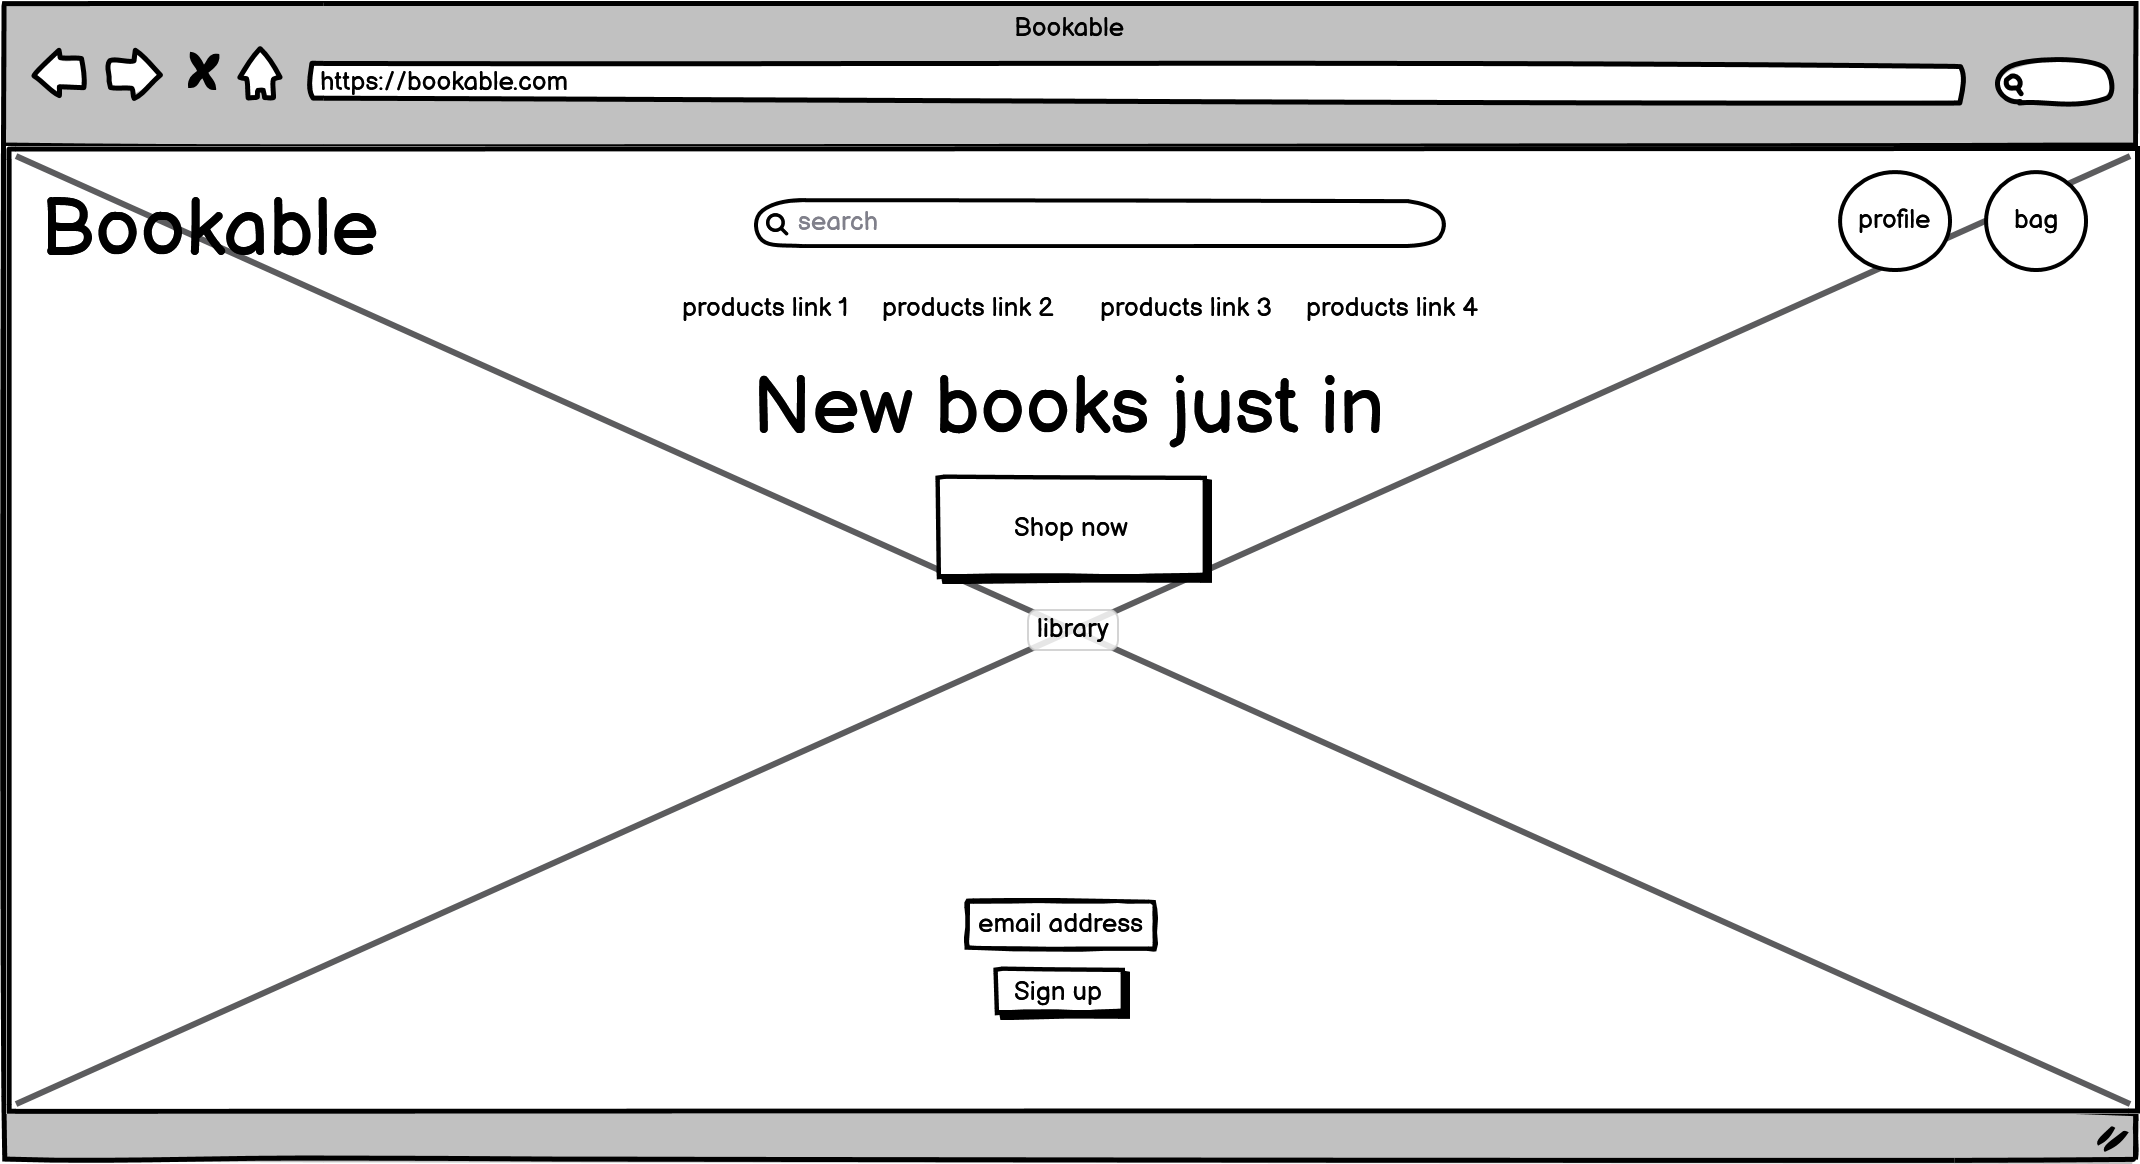 Bookable
https://bookable.com
Bookable
search
profile
bag
products link 1 products link 2 products link 3 products link 4
New books just in
Shop now
library
email address
Sign up